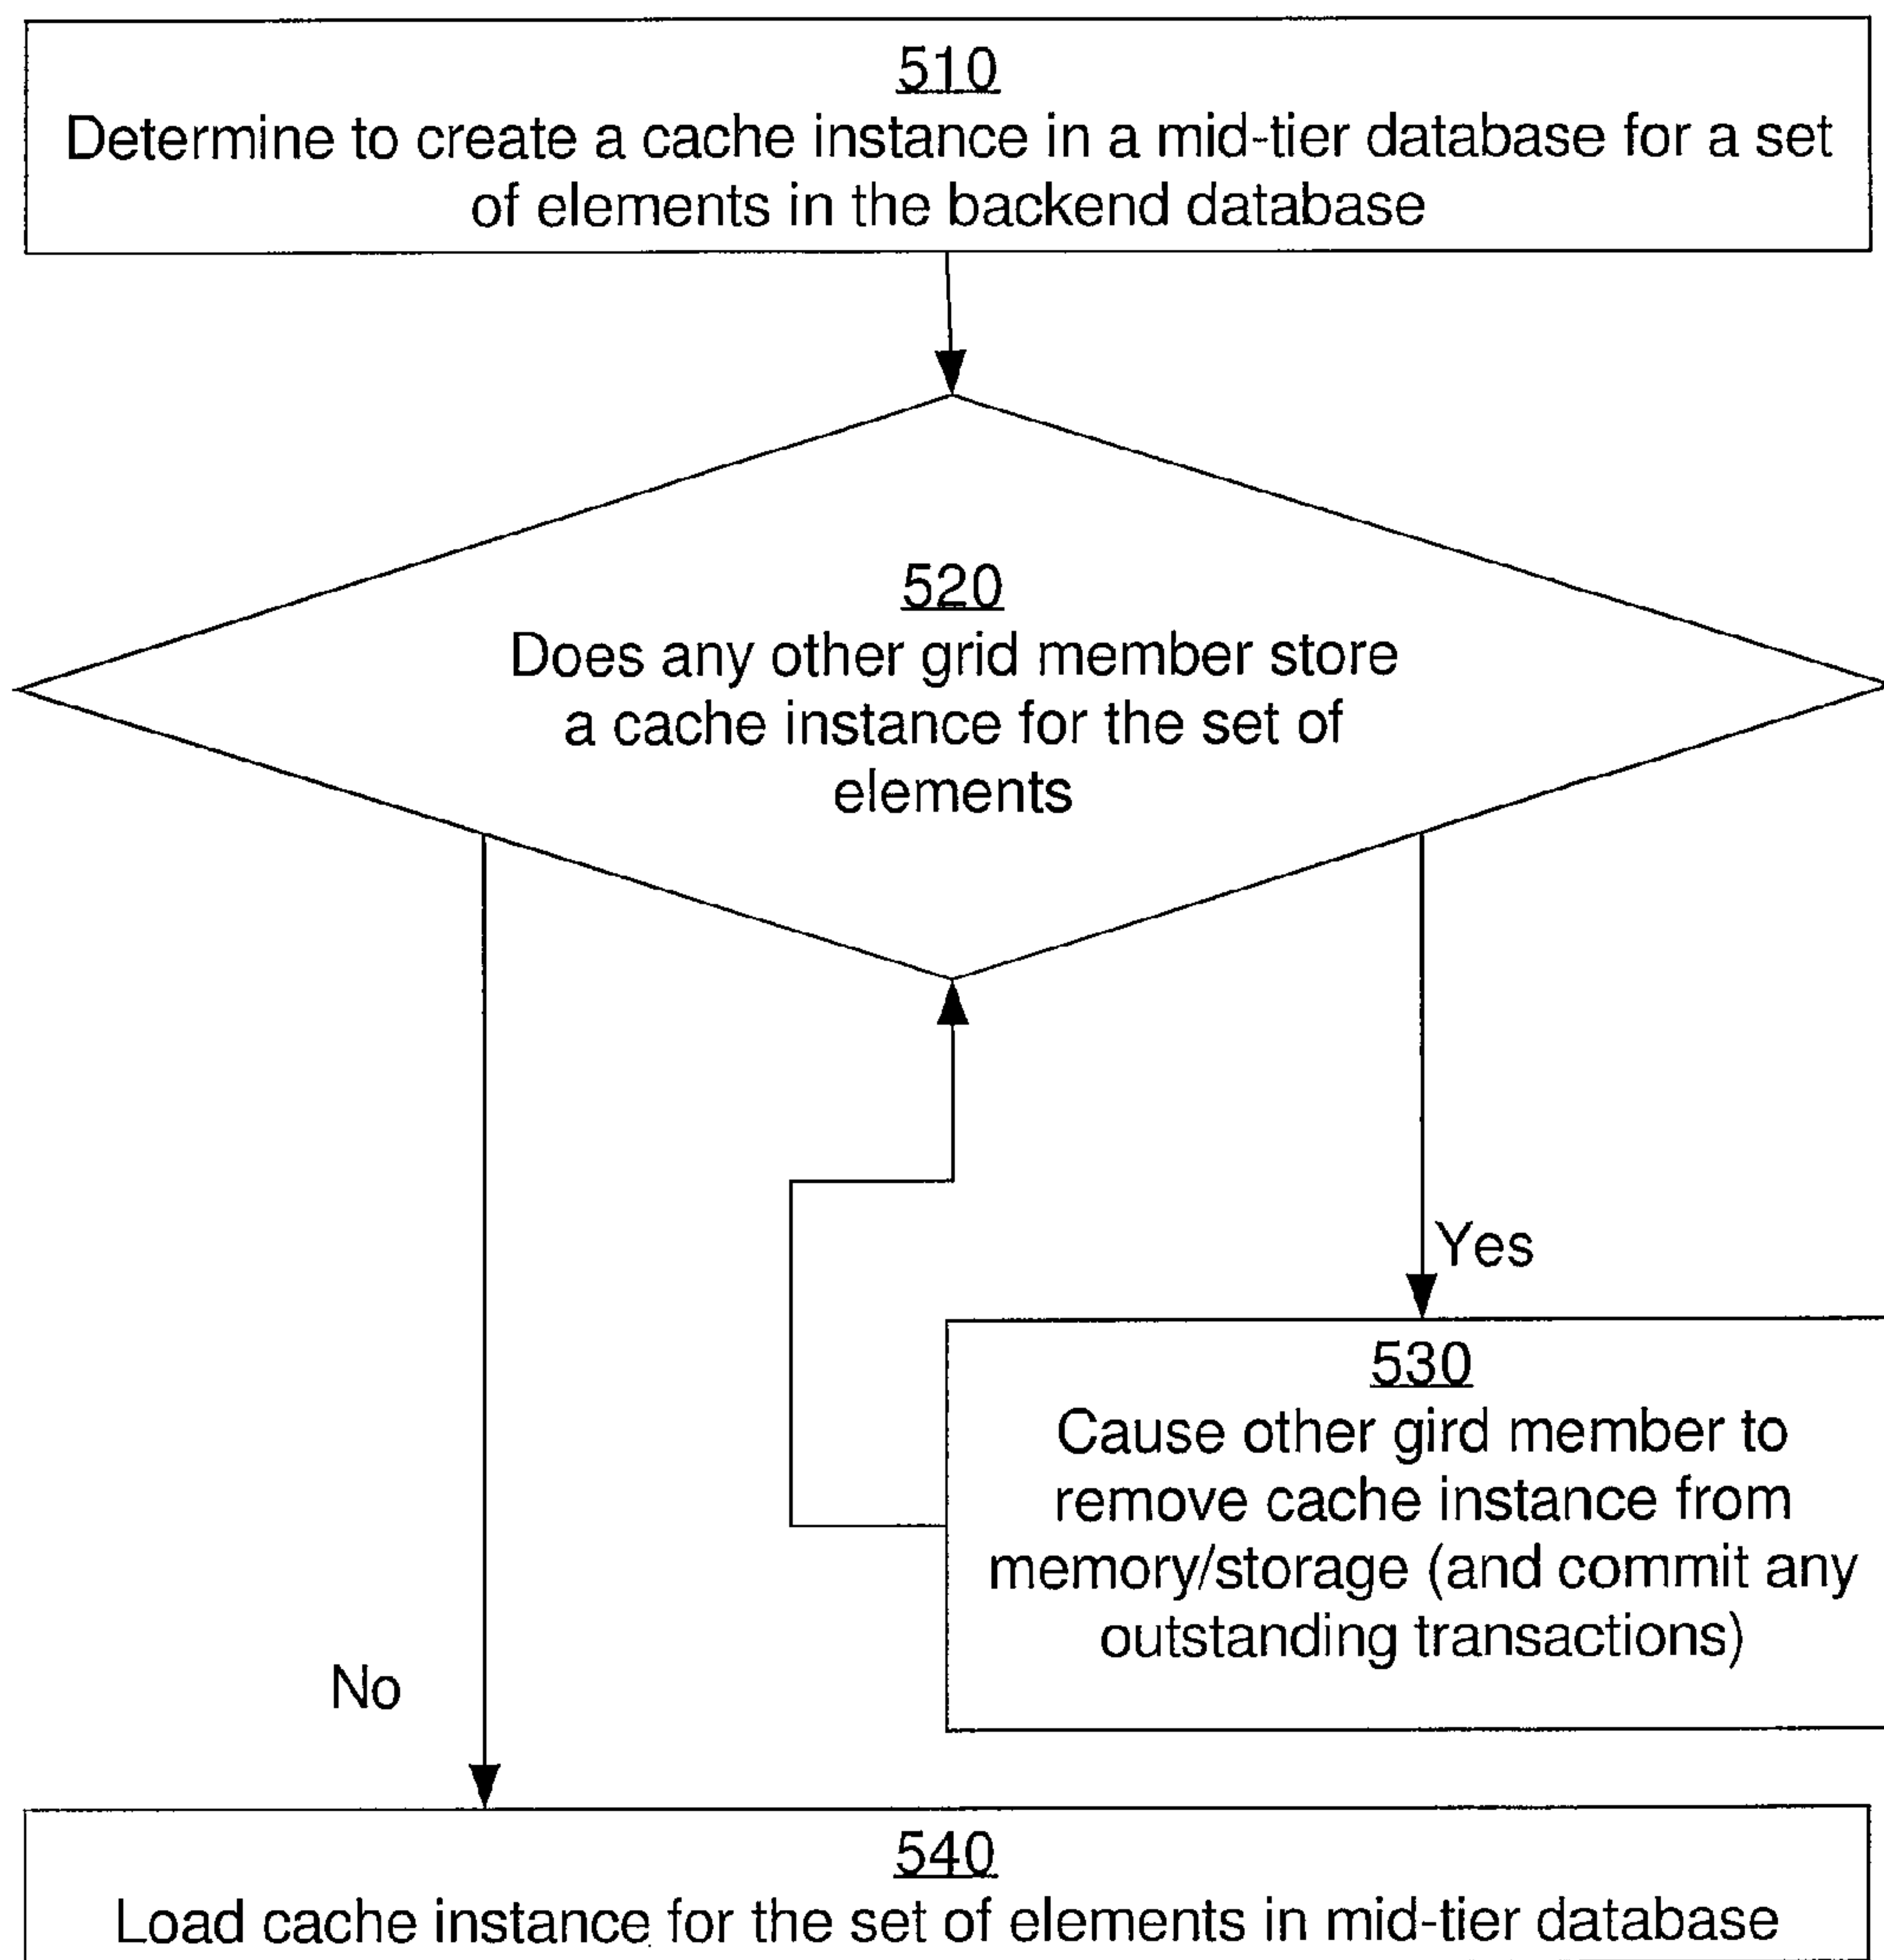 510
Determine to create a cache instance in a mid-tier database for a set
of elements in the backend database
520
Does any other grid member store
a cache instance for the set of
elements
Yes
530
Cause other gird member to
remove cache instance from
memory/storage (and commit any
outstanding transactions)
No
540
Load cache instance for the set of elements in mid-tier database